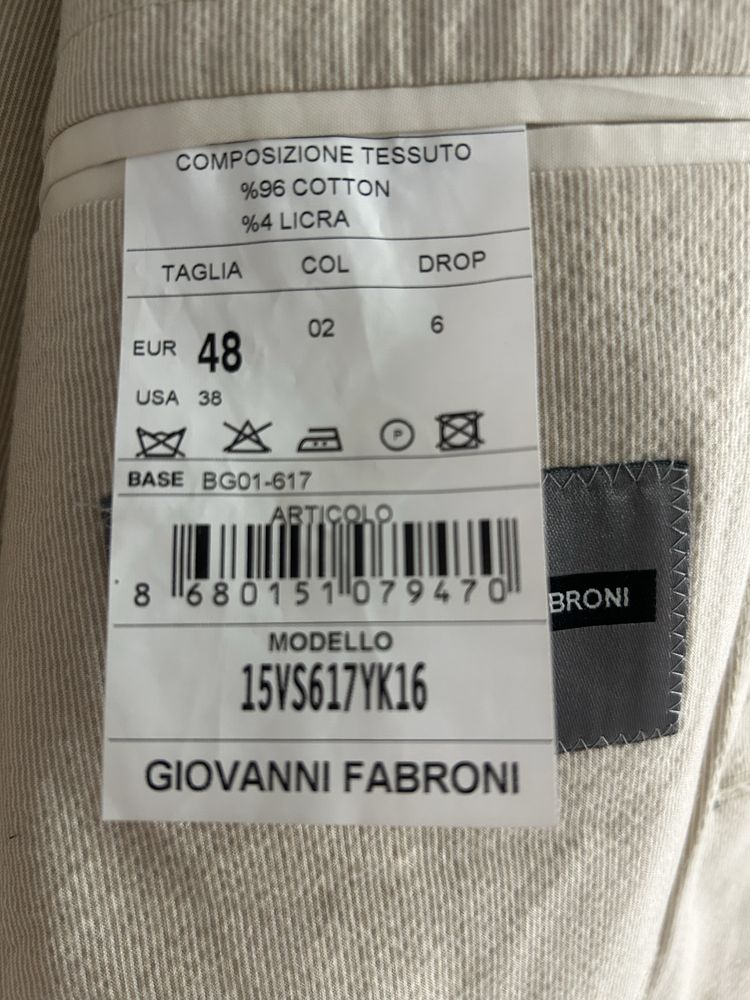 COMPOSIZIONE TESSUTO
%96 COTTON
%4 LICRA
TAGLIA COL DROP
EUR 48 02 6
USA 38
P
BASE BG01-617
ARTICOLO
8 680151 079470
BRONI
MODELLO
15VS617YK16
GIOVANNI FABRONI